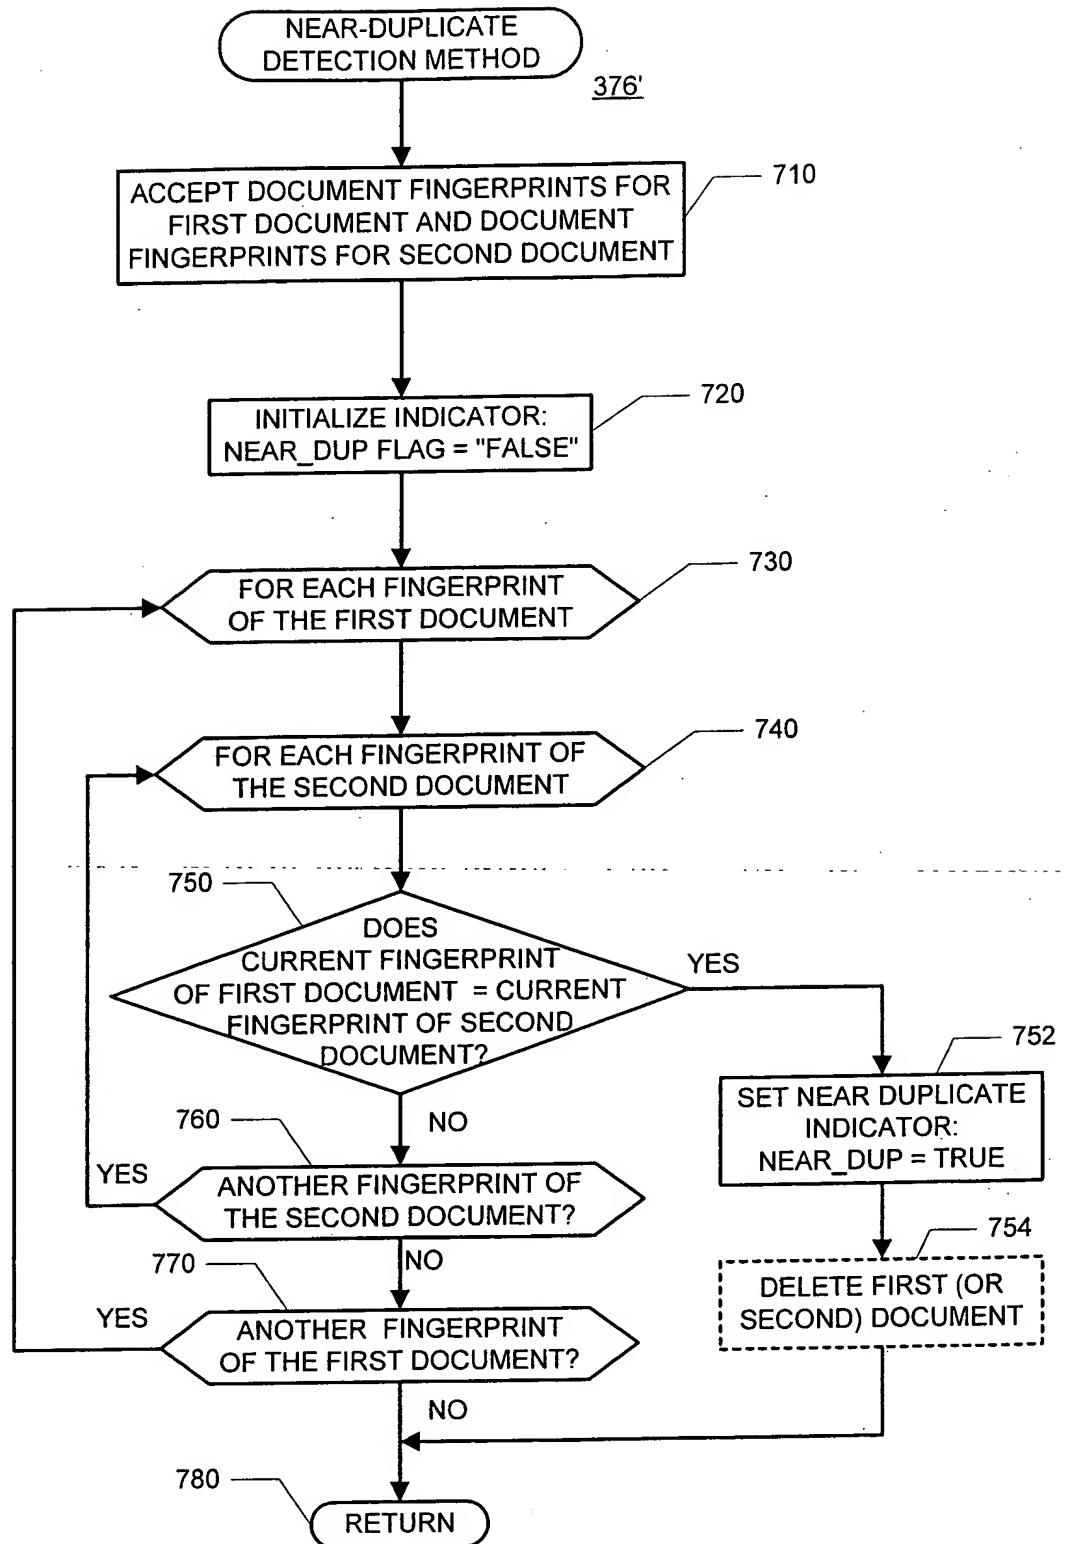 NEAR-DUPLICATE
DETECTION METHOD
376'
710
ACCEPT DOCUMENT FINGERPRINTS FOR
FIRST DOCUMENT AND DOCUMENT
FINGERPRINTS FOR SECOND DOCUMENT
720
INITIALIZE INDICATOR:
NEAR_DUP FLAG = "FALSE"
730
FOR EACH FINGERPRINT
OF THE FIRST DOCUMENT
740
FOR EACH FINGERPRINT OF
THE SECOND DOCUMENT
750
DOES
CURRENT FINGERPRINT
OF FIRST DOCUMENT = CURRENT
FINGERPRINT OF SECOND
DOCUMENT?
YES
752
SET NEAR DUPLICATE
INDICATOR:
NEAR_DUP = TRUE
NO
760
YES
ANOTHER FINGERPRINT OF
THE SECOND DOCUMENT?
754
DELETE FIRST (OR
SECOND) DOCUMENT
NO
770
YES
ANOTHER FINGERPRINT
OF THE FIRST DOCUMENT?
NO
780
RETURN